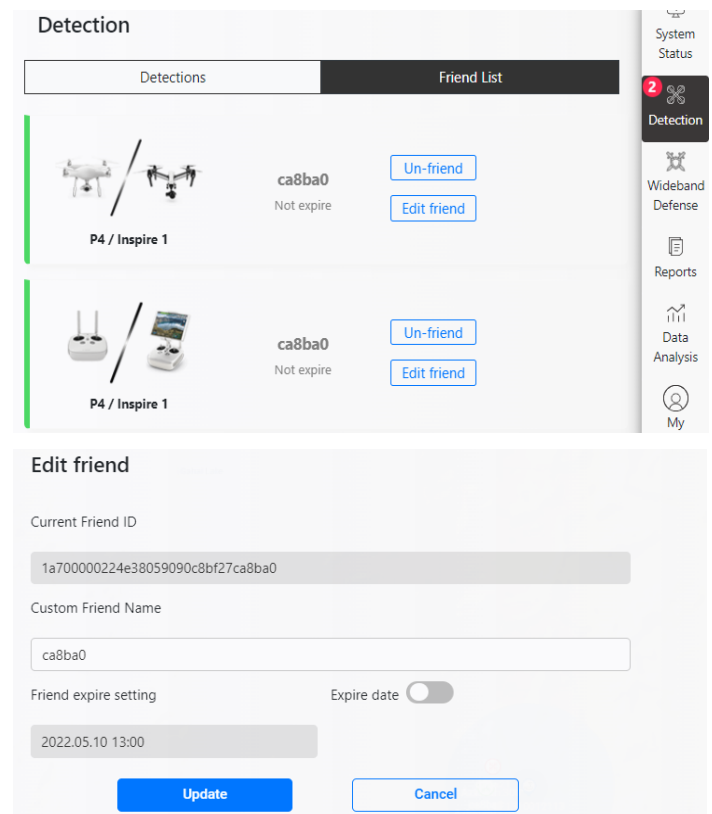 Detection
Detections
Friend List
ca8ba0
Not expire
Un-friend
Edit friend
P4 / Inspire 1
ca8ba0
Not expire
Un-friend
Edit friend
P4 / Inspire 1
System
Status
2
Detection
Wideband
Defense
Reports
Data
Analysis
My
Edit friend
Current Friend ID
1a700000224e38059090c8bf27ca8ba0
Custom Friend Name
ca8ba0
Friend expire setting
Expire date
2022.05.10 13:00
Update
Cancel